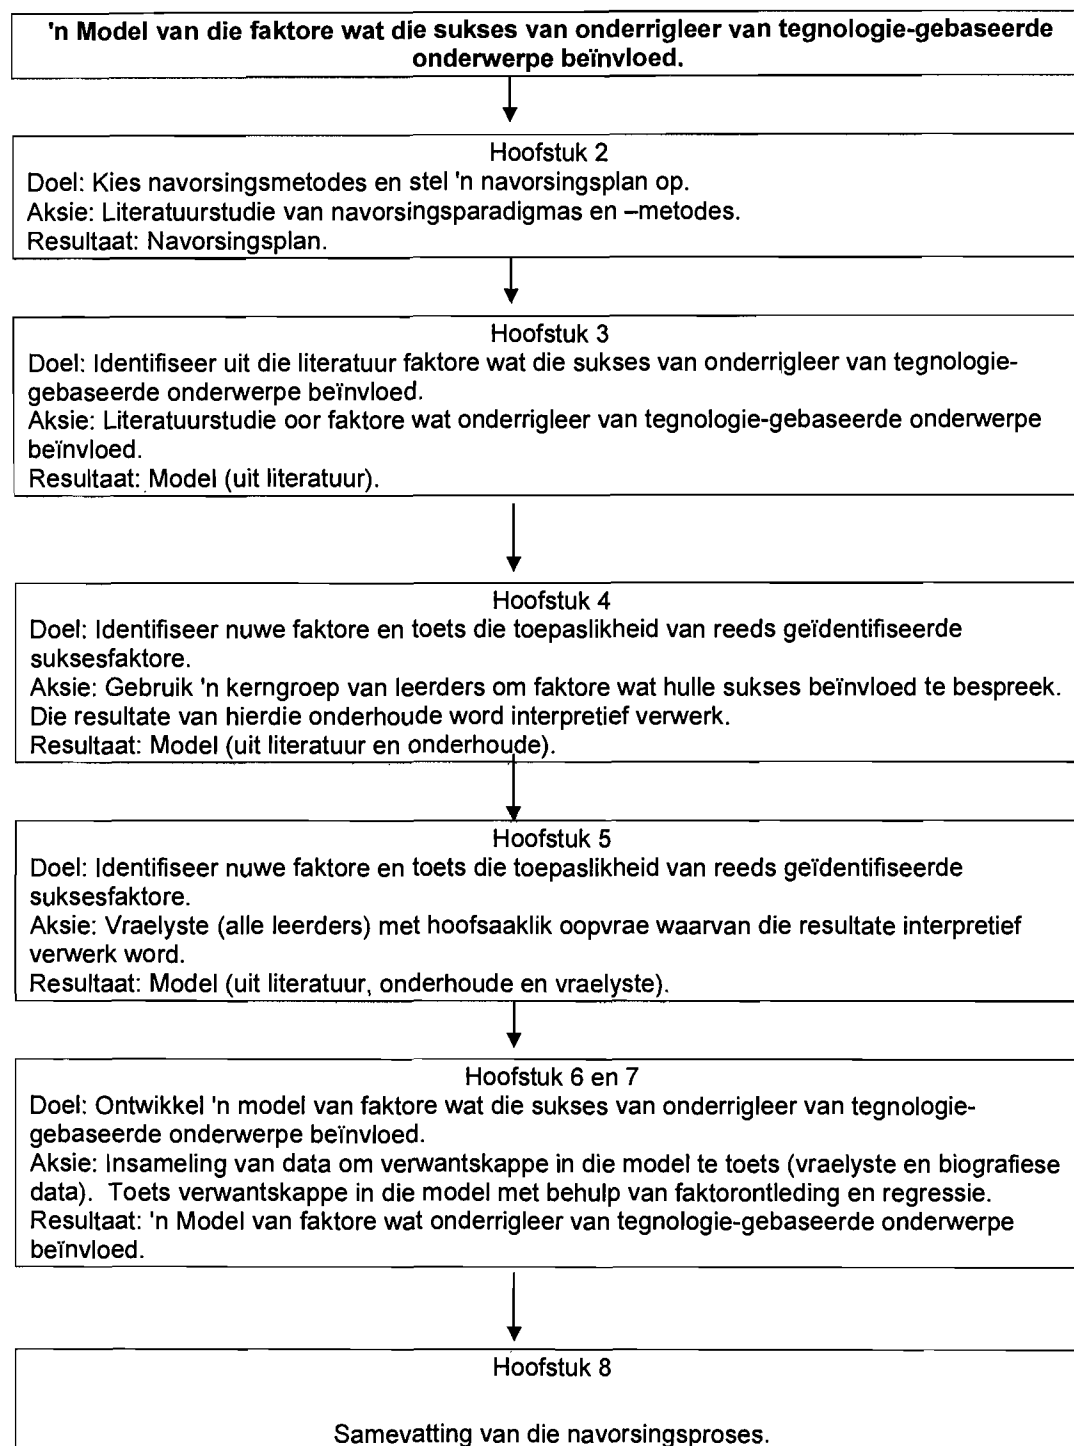 'n Model van die faktore wat die sukses van onderrigleer van tegnologie-gebaseerde
onderwerpe beïnvloed.
Hoofstuk 2
Doel: Kies navorsingsmetodes en stel 'n navorsingsplan op.
Aksie: Literatuurstudie van navorsingsparadigmas en –metodes.
Resultaat: Navorsingsplan.
Hoofstuk 3
Doel: Identifiseer uit die literatuur faktore wat die sukses van onderrigleer van tegnologie-
gebaseerde onderwerpe beïnvloed.
Aksie: Literatuurstudie oor faktore wat onderrigleer van tegnologie-gebaseerde onderwerpe
beïnvloed.
Resultaat: Model (uit literatuur).
Hoofstuk 4
Doel: Identifiseer nuwe faktore en toets die toepaslikheid van reeds geïdentifiseerde
suksesfaktore.
Aksie: Gebruik 'n kerngroep van leerders om faktore wat hulle sukses beïnvloed te bespreek.
Die resultate van hierdie onderhoude word interpretief verwerk.
Resultaat: Model (uit literatuur en onderhoude).
Hoofstuk 5
Doel: Identifiseer nuwe faktore en toets die toepaslikheid van reeds geïdentifiseerde
suksesfaktore.
Aksie: Vraelyste (alle leerders) met hoofsaaklik oopvrae waarvan die resultate interpretief
verwerk word.
Resultaat: Model (uit literatuur, onderhoude en vraelyste).
Hoofstuk 6 en 7
Doel: Ontwikkel 'n model van faktore wat die sukses van onderrigleer van tegnologie-
gebaseerde onderwerpe beïnvloed.
Aksie: Insameling van data om verwantskappe in die model te toets (vraelyste en biografiese
data). Toets verwantskappe in die model met behulp van faktorontleding en regressie.
Resultaat: 'n Model van faktore wat onderrigleer van tegnologie-gebaseerde onderwerpe
beïnvloed.
Hoofstuk 8
Samevatting van die navorsingsproses.